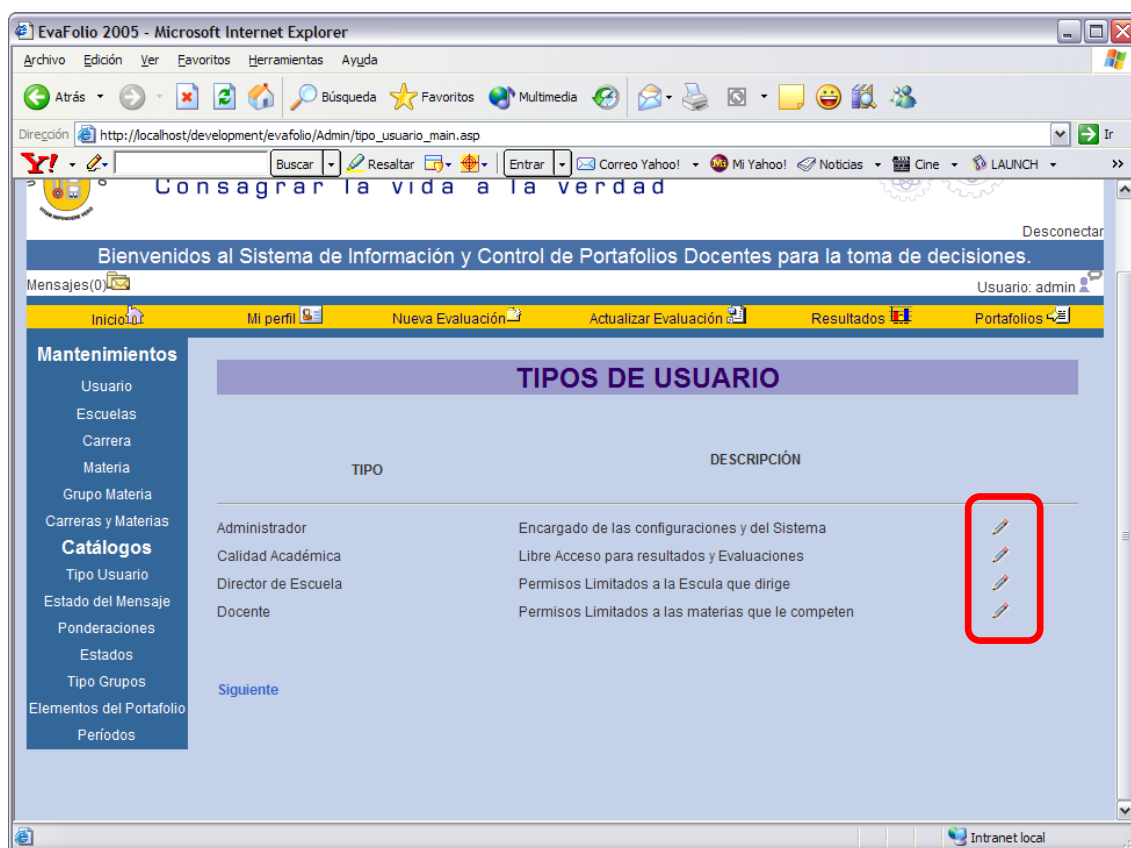 EvaFolio 2005 - Microsoft Internet Explorer
Archivo Edición Ver Favoritos Herramientas Ayuda
Atrás Búsqueda Favoritos Multimedia
Dirección http://localhost/development/evafolio/Admin/tipo_usuario_main.asp Ir
Y! Buscar Resaltar Entrar Correo Yahoo! Mi Yahoo! Noticias Cine LAUNCH »
Consagrar la vida a la verdad
Desconectar
Bienvenidos al Sistema de Información y Control de Portafolios Docentes para la toma de decisiones.
Mensajes(0) Usuario: admin
Inicio Mi perfil Nueva Evaluación Actualizar Evaluación Resultados Portafolios
Mantenimientos
Usuario
Escuelas
Carrera
Materia
Grupo Materia
Carreras y Materias
Catálogos
Tipo Usuario
Estado del Mensaje
Ponderaciones
Estados
Tipo Grupos
Elementos del Portafolio
Períodos
TIPOS DE USUARIO
TIPO DESCRIPCIÓN
Administrador Encargado de las configuraciones y del Sistema
Calidad Académica Libre Acceso para resultados y Evaluaciones
Director de Escuela Permisos Limitados a la Escula que dirige
Docente Permisos Limitados a las materias que le competen
Siguiente
Intranet local